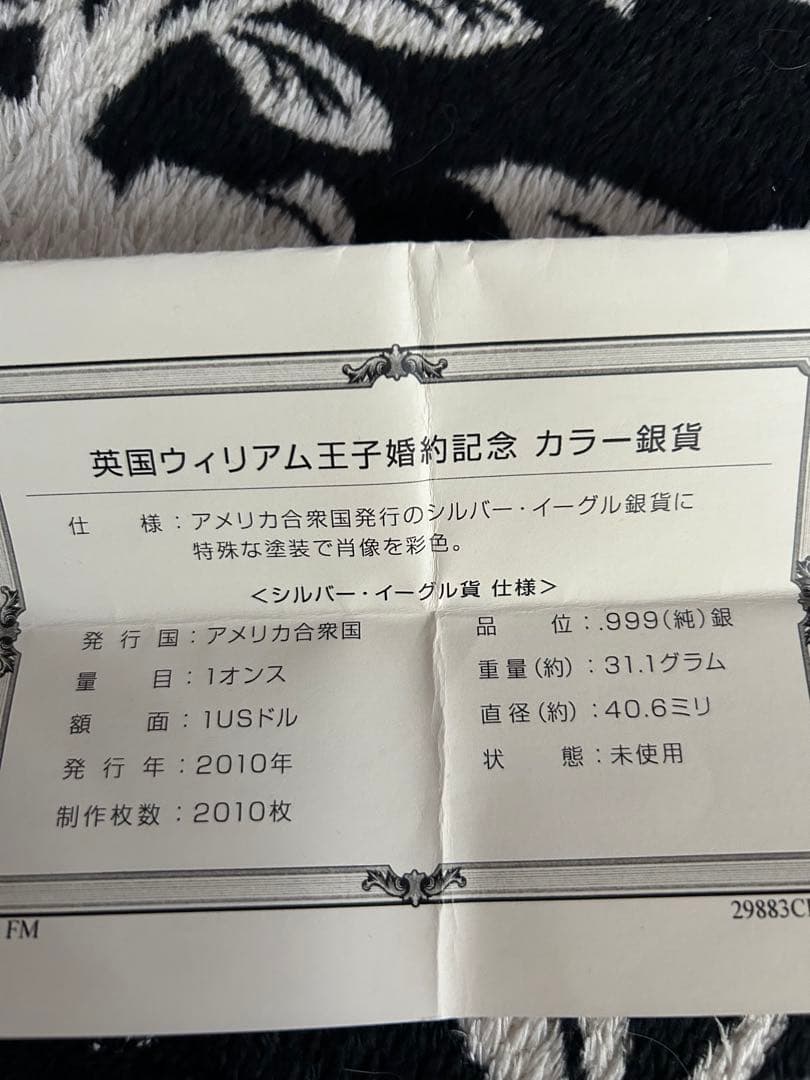 英国ウィリアム王子婚約記念 カラー銀貨
仕様：アメリカ合衆国発行のシルバー・イーグル銀貨に
特殊な塗装で肖像を彩色。
＜シルバー・イーグル貨 仕様＞
発行国：アメリカ合衆国
量目：1オンス
額面：1USドル
発行年：2010年
制作枚数：2010枚
品位：.999(純)銀
重量(約)：31.1グラム
直径(約)：40.6ミリ
状態：未使用
FM